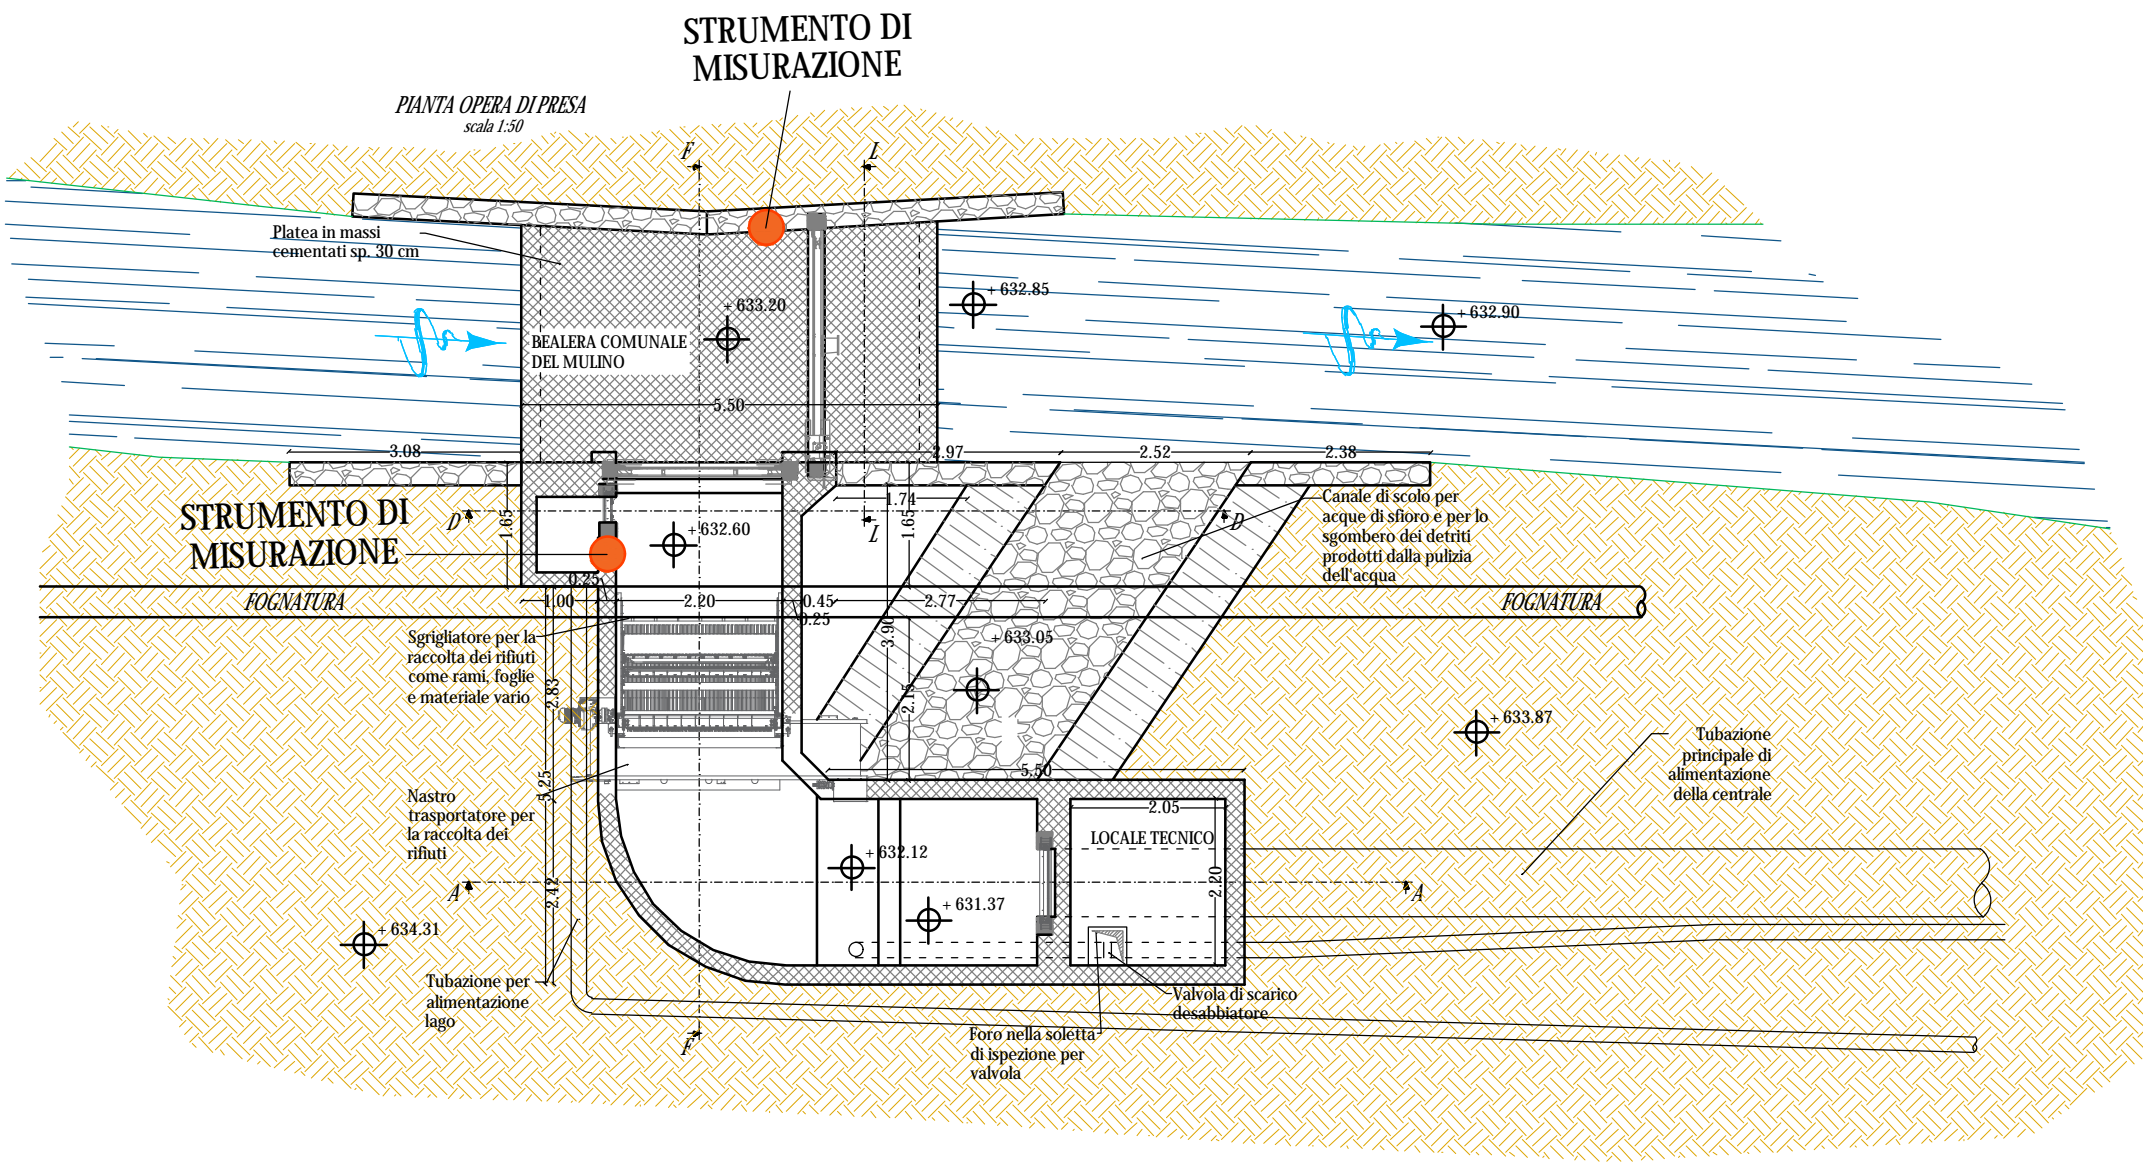 STRUMENTO DI
MISURAZIONE
PIANTA OPERA DI PRESA
scala 1:50
F
L
Platea in massi
cementati sp. 30 cm
+ 633.20
+ 632.85
+ 632.90
BEALERA COMUNALE
DEL MULINO
5.50
3.08
2.97
2.52
2.38
STRUMENTO DI
MISURAZIONE
1.65
D
+ 632.60
1.74
1.65
L
D
Canale di scolo per
acque di sfioro e per lo
sgombero dei detriti
prodotti dalla pulizia
dell'acqua
0.25
FOGNATURA
1.00
2.20
0.45
0.25
2.77
FOGNATURA
Sgrigliatore per la
raccolta dei rifiuti
come rami, foglie
e materiale vario
3.90
+ 633.05
2.83
2.15
+ 633.87
Tubazione
principale di
alimentazione
della centrale
5.50
5.25
Nastro
trasportatore per
la raccolta dei
rifiuti
2.05
LOCALE TECNICO
+ 632.12
A
2.42
2.20
A
+ 631.37
+ 634.31
Tubazione per
alimentazione
lago
Valvola di scarico
desabbiatore
F
Foro nella soletta
di ispezione per
valvola